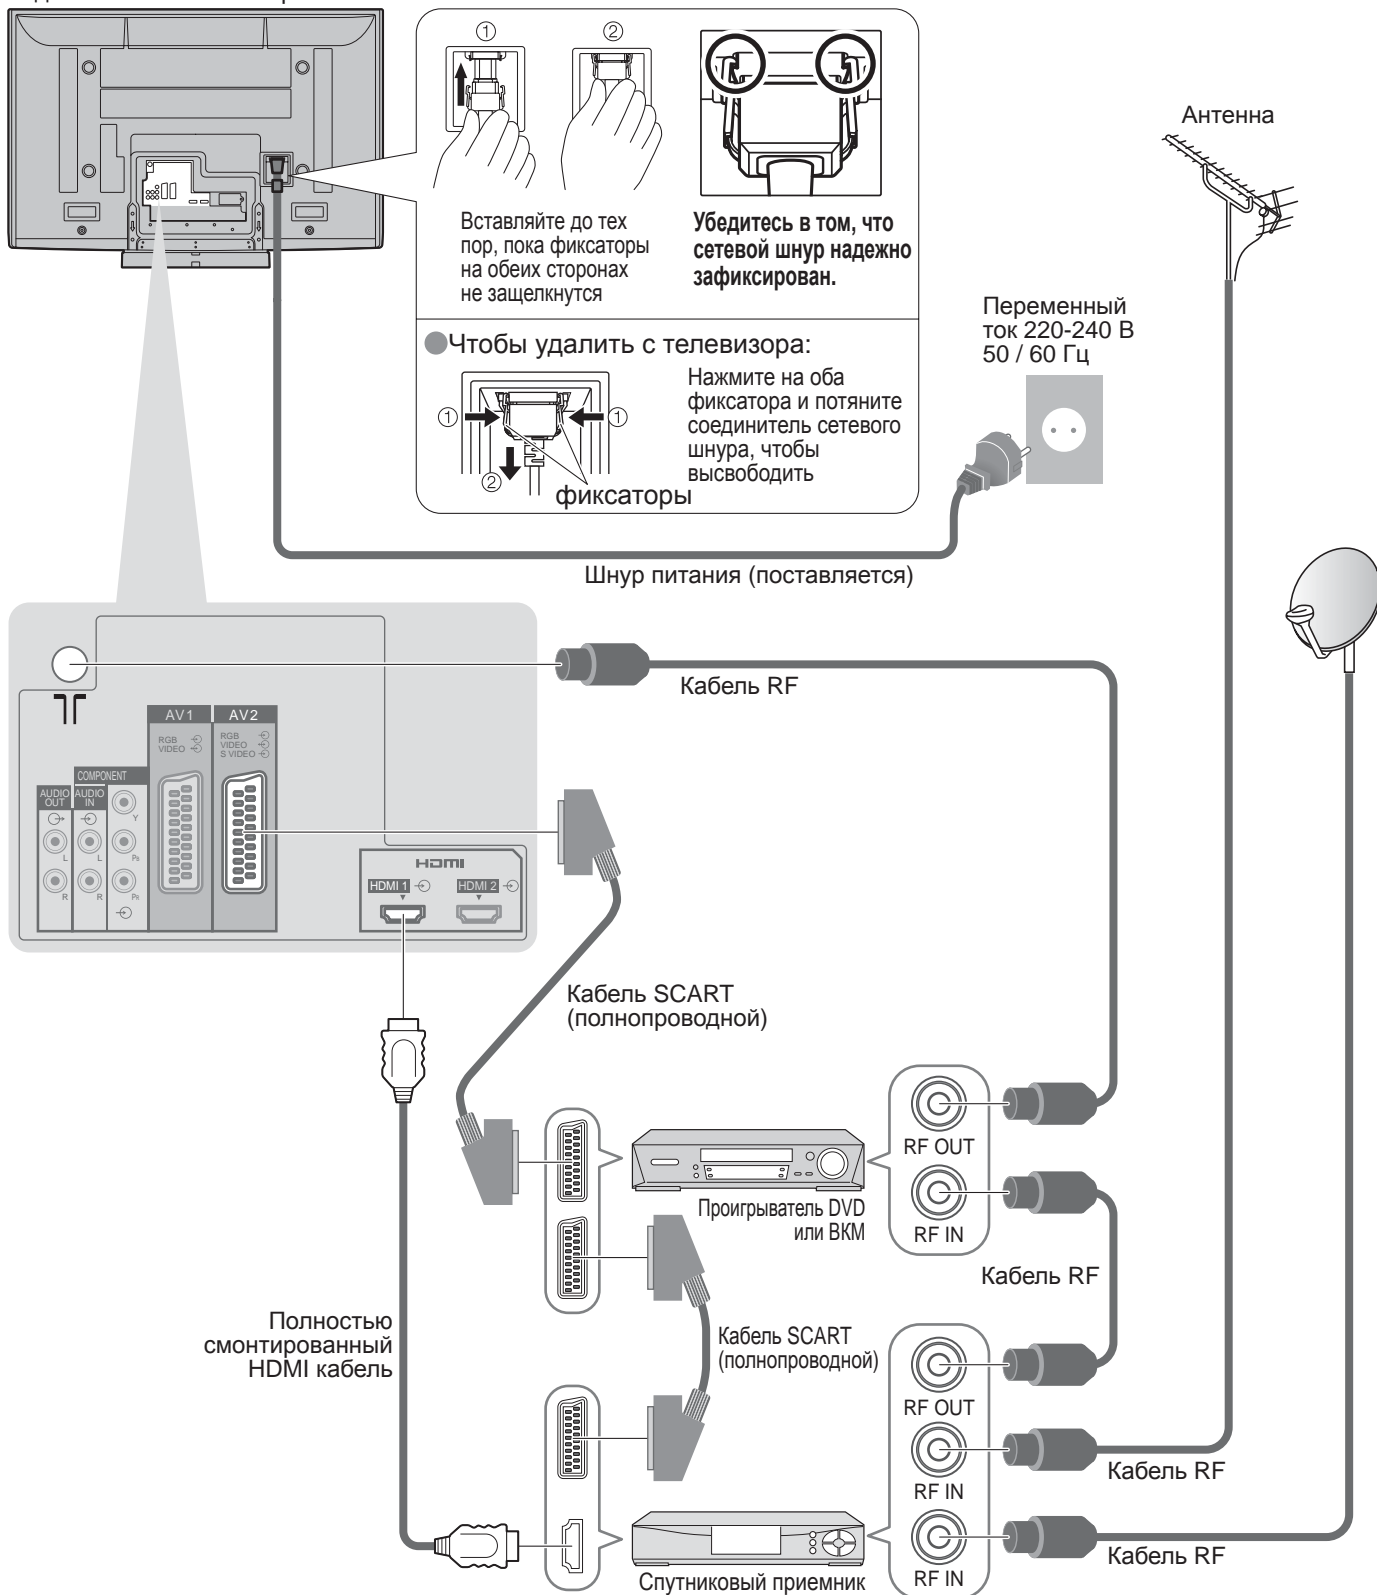 ①
②
Вставляйте до тех
пор, пока фиксаторы
на обеих сторонах
не защелкнутся
Убедитесь в том, что
сетевой шнур надежно
зафиксирован.
Чтобы удалить с телевизора:
①
①
②
Нажмите на оба
фиксатора и потяните
соединитель сетевого
шнура, чтобы
высвободить
фиксаторы
Антенна
Переменный
ток 220-240 В
50 / 60 Гц
Шнур питания (поставляется)
Кабель RF
AV1
AV2
RGB
VIDEO
RGB
VIDEO
S VIDEO
COMPONENT
AUDIO
OUT
AUDIO
IN
Y
L
L
PB
R
R
PR
HDMI
HDMI 1
HDMI 2
Кабель SCART
(полнопроводной)
RF OUT
RF IN
Проигрыватель DVD
или ВКМ
Кабель RF
Полностью
смонтированный
HDMI кабель
Кабель SCART
(полнопроводной)
RF OUT
RF IN
Кабель RF
RF IN
Кабель RF
Спутниковый приемник